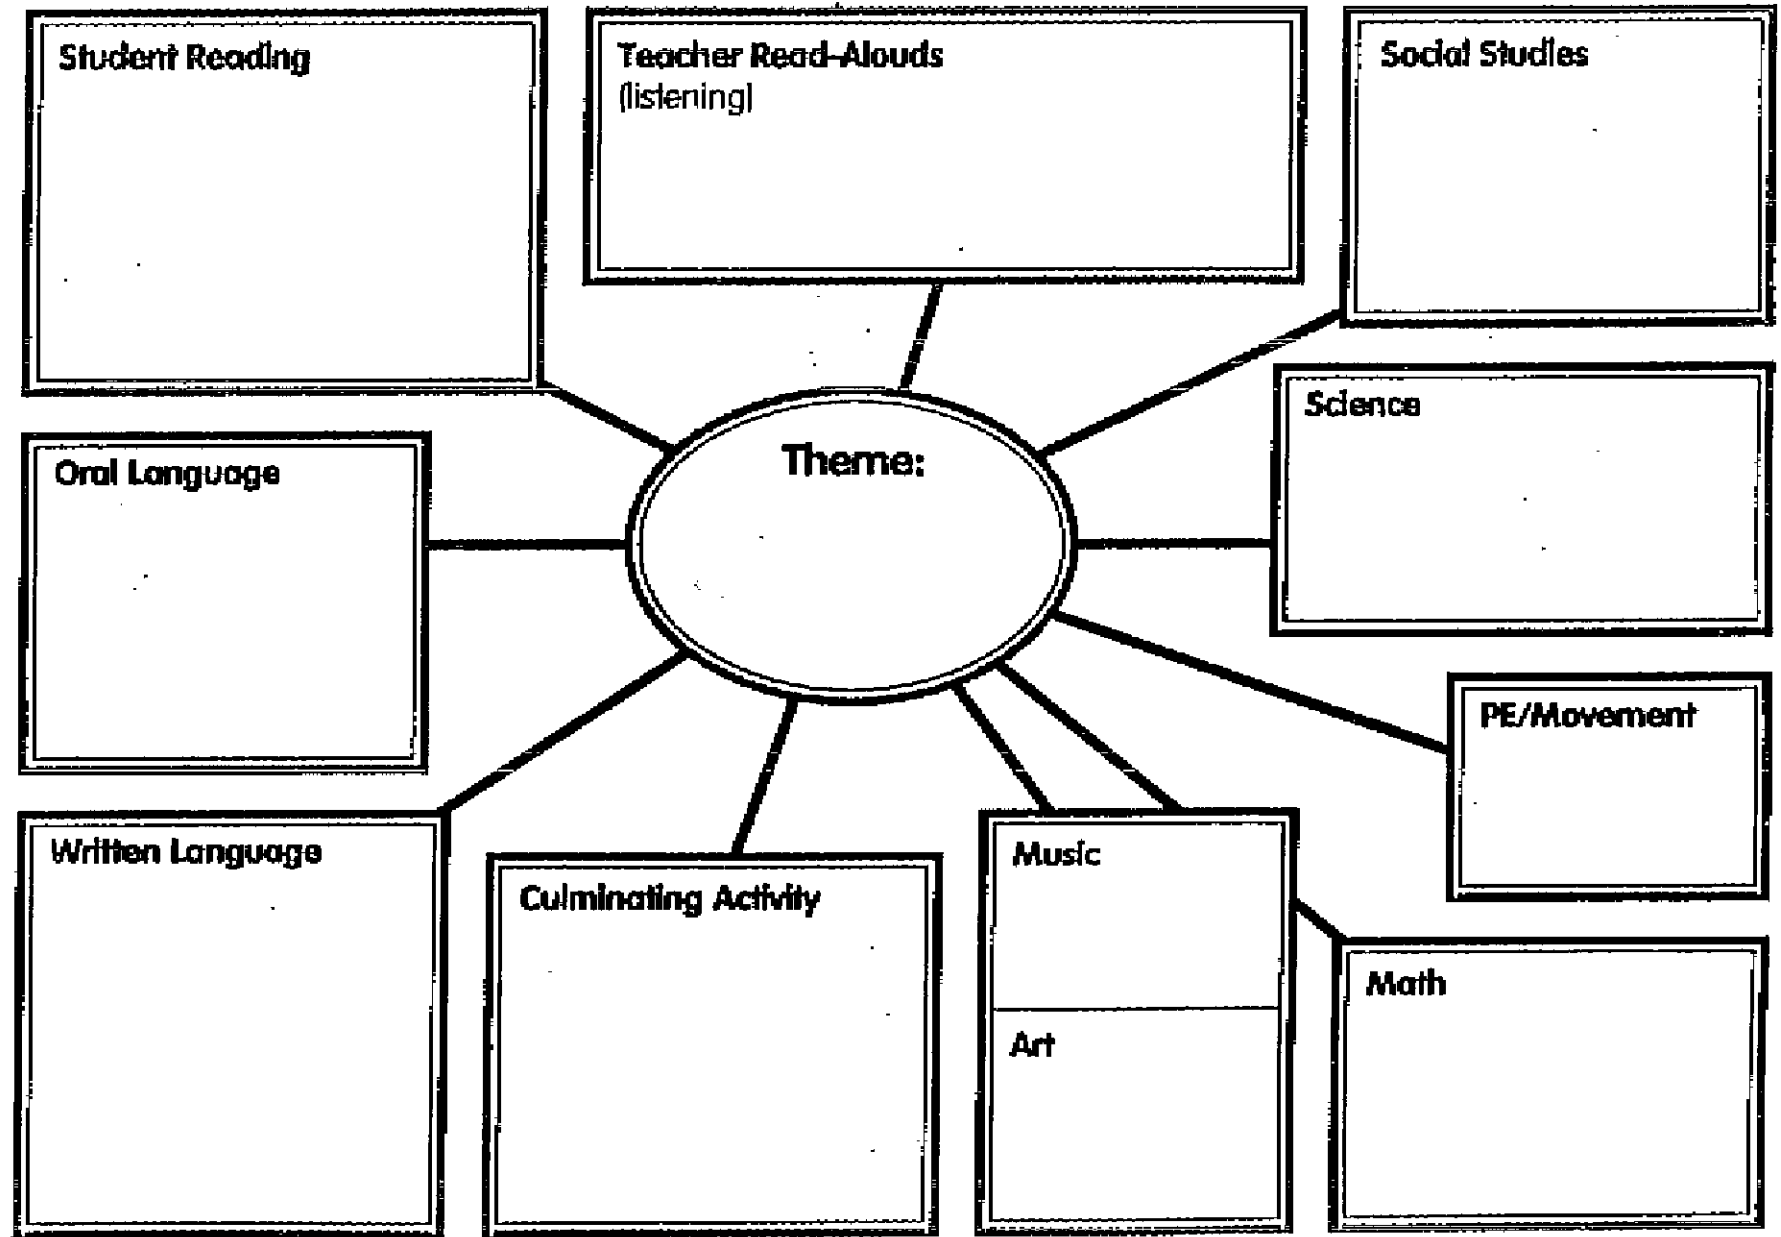 Student Reading
Teacher Read-Alouds
(listening)
Social Studies
Science
Oral Language
Theme:
PE/Movement
Written Language
Culminating Activity
Music
Art
Math